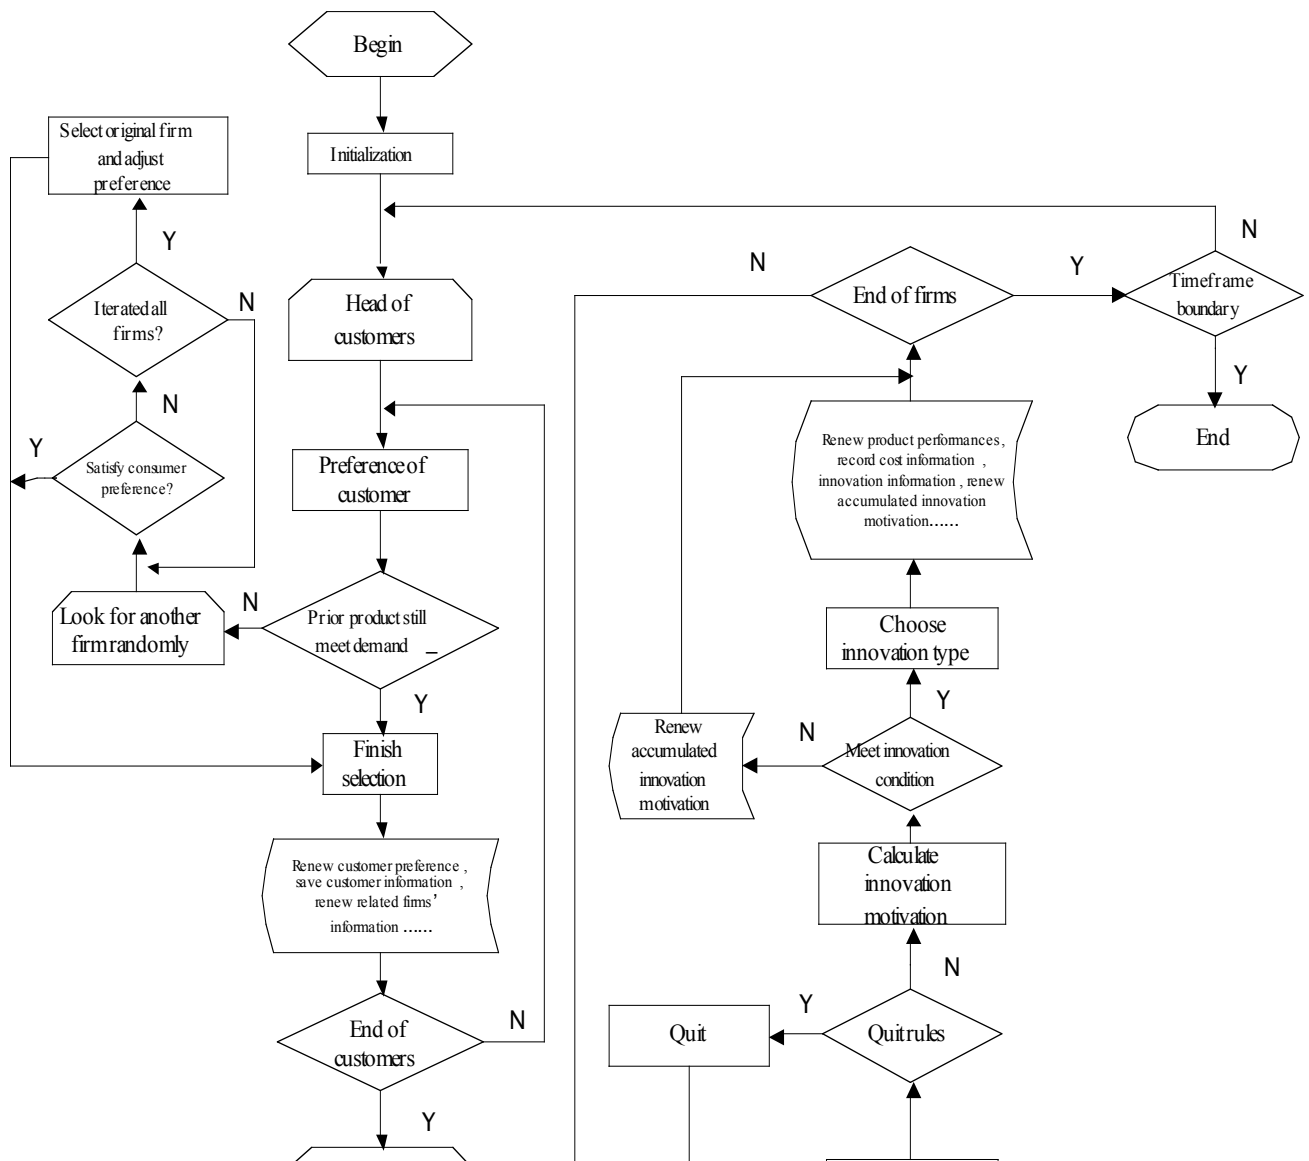 Begin
Initialization
Select original firm
and adjust
preference
Y
Iterated all
firms?
N
N
Satisfy consumer
preference?
Y
Look for another
firm randomly
Head of
customers
Preference of
customer
Prior product still
meet demand _
N
Y
Finish
selection
Renew customer preference ,
save customer information ,
renew related firms'
information ......
End of
customers
N
Y
N
End of firms
Y
Timeframe
boundary
N
Y
End
Renew product performances ,
record cost information ,
innovation information , renew
accumulated innovation
motivation......
Choose
innovation type
Y
Meet innovation
condition
N
Renew
accumulated
innovation
motivation
Calculate
innovation
motivation
N
Quit rules
Y
Quit